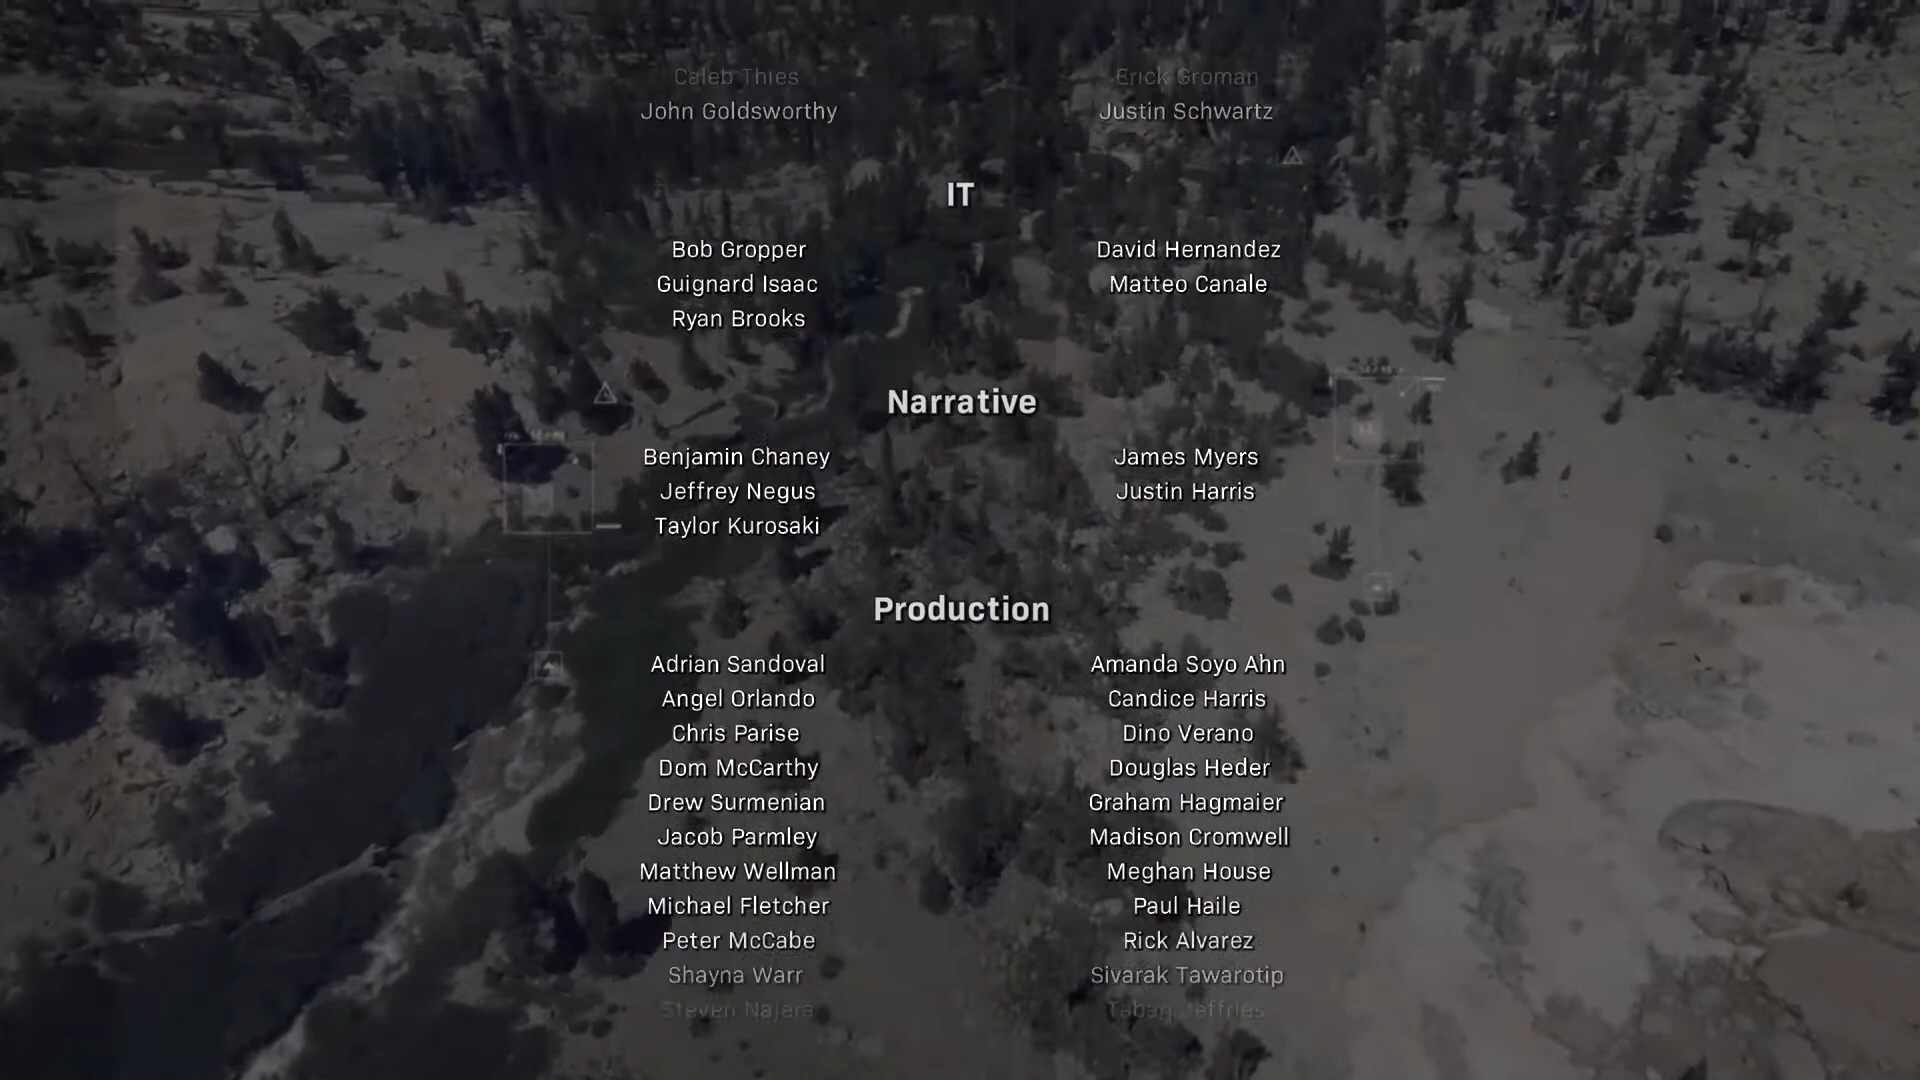 Caleb Thies Erick Groman
John Goldsworthy Justin Schwartz
IT
Bob Gropper David Hernandez
Guignard Isaac Matteo Canale
Ryan Brooks
Narrative
Benjamin Chaney James Myers
Jeffrey Negus Justin Harris
Taylor Kurosaki
Production
Adrian Sandoval Amanda Soyo Ahn
Angel Orlando Candice Harris
Chris Parise Dino Verano
Dom McCarthy Douglas Heder
Drew Surmenian Graham Hagmaier
Jacob Parmley Madison Cromwell
Matthew Wellman Meghan House
Michael Fletcher Paul Haile
Peter McCabe Rick Alvarez
Shayna Warr Sivarak Tawarotip
Steven Najera Jeffries